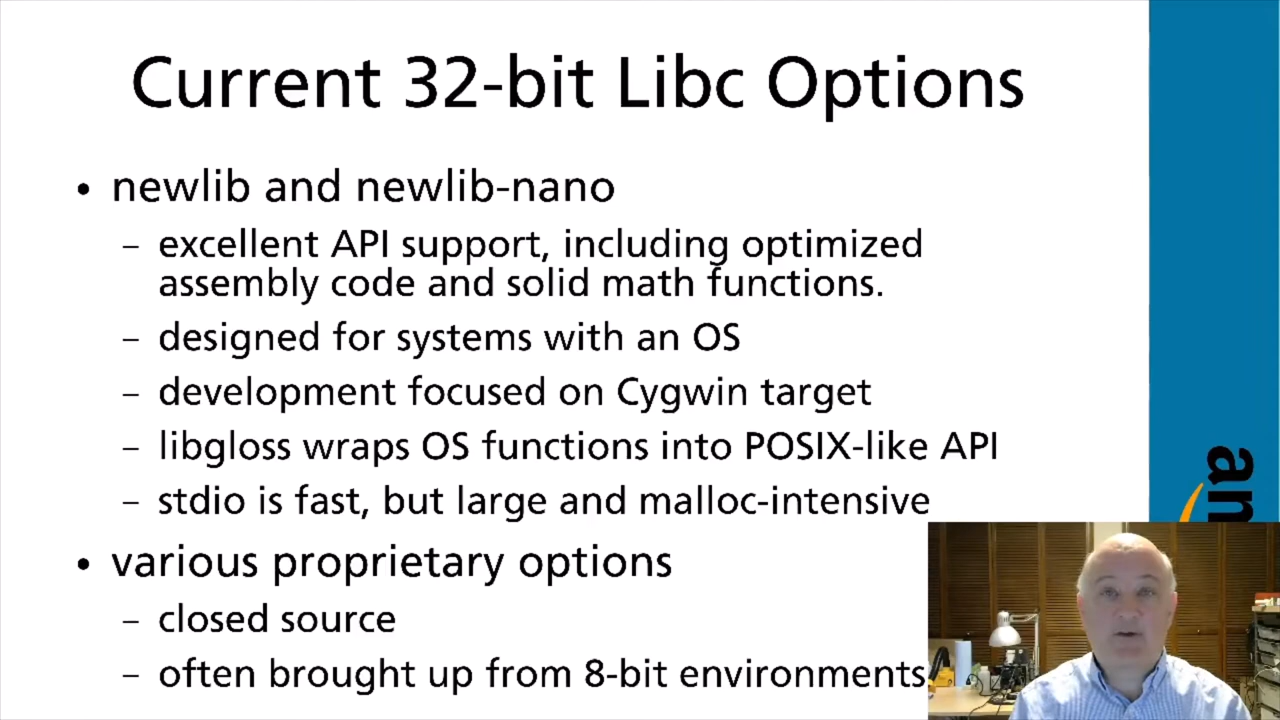 Current 32-bit Libc Options
• newlib and newlib-nano
– excellent API support, including optimized
assembly code and solid math functions.
– designed for systems with an OS
– development focused on Cygwin target
– libgloss wraps OS functions into POSIX-like API
– stdio is fast, but large and malloc-intensive
• various proprietary options
– closed source
– often brought up from 8-bit environments